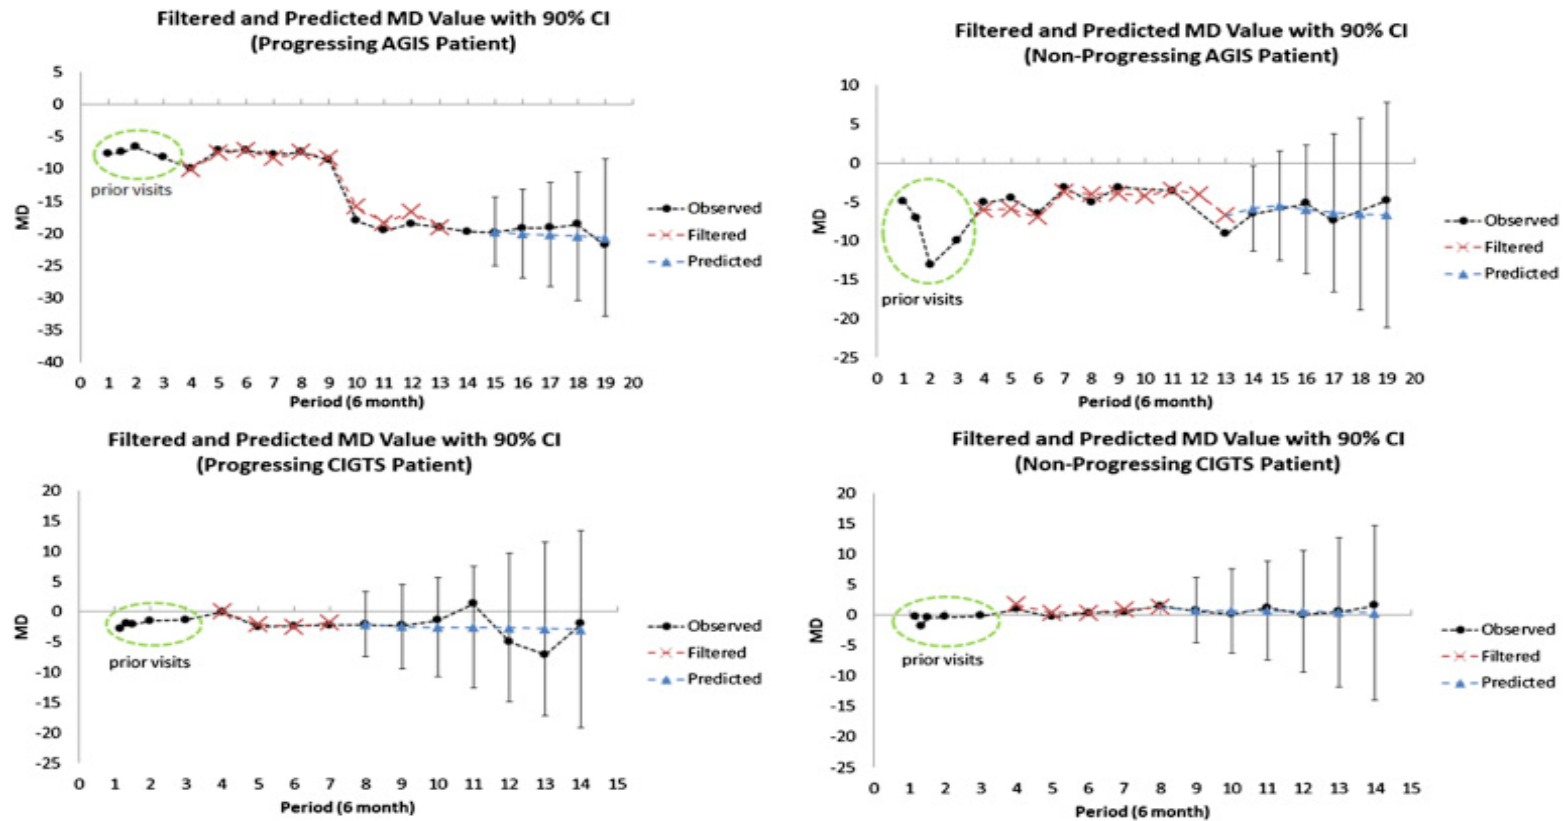 Filtered and Predicted MD Value with 90% CI
(Progressing AGIS Patient)
5
0
-5
-10
-15
-20
-25
-30
-35
-40
MD
prior visits
Observed
Filtered
Predicted
0 1 2 3 4 5 6 7 8 9 10 11 12 13 14 15 16 17 18 19 20
Period (6 month)
Filtered and Predicted MD Value with 90% CI
(Non-Progressing AGIS Patient)
10
5
0
-5
-10
-15
-20
-25
MD
prior visits
Observed
Filtered
Predicted
0 1 2 3 4 5 6 7 8 9 10 11 12 13 14 15 16 17 18 19 20
Period (6 month)
Filtered and Predicted MD Value with 90% CI
(Progressing CIGTS Patient)
20
15
10
5
0
-5
-10
-15
-20
-25
MD
prior visits
Observed
Filtered
Predicted
0 1 2 3 4 5 6 7 8 9 10 11 12 13 14 15
Period (6 month)
Filtered and Predicted MD Value with 90% CI
(Non-Progressing CIGTS Patient)
20
15
10
5
0
-5
-10
-15
-20
-25
MD
prior visits
Observed
Filtered
Predicted
0 1 2 3 4 5 6 7 8 9 10 11 12 13 14 15
Period (6 month)